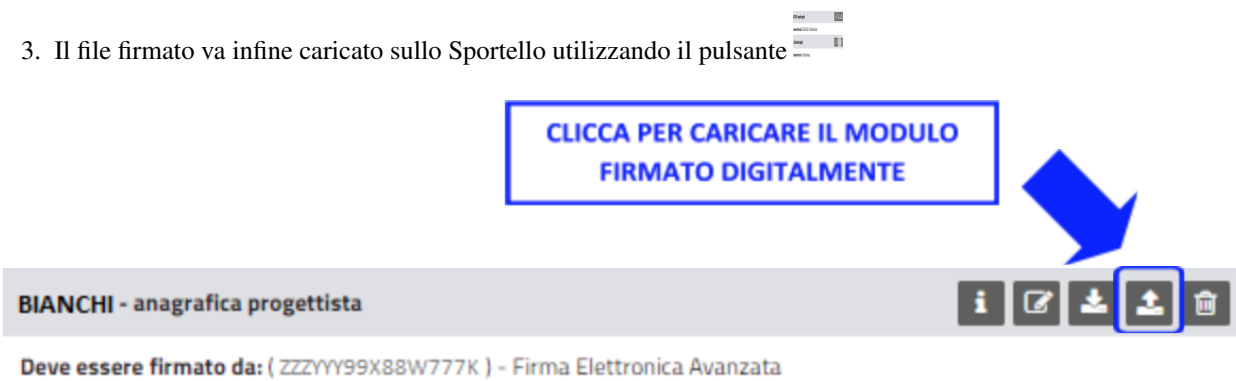 3. Il file firmato va infine caricato sullo Sportello utilizzando il pulsante
CLICCA PER CARICARE IL MODULO
FIRMATO DIGITALMENTE
BIANCHI - anagrafica progettista
Deve essere firmato da: ( ZZZYYY99X88W777K ) - Firma Elettronica Avanzata